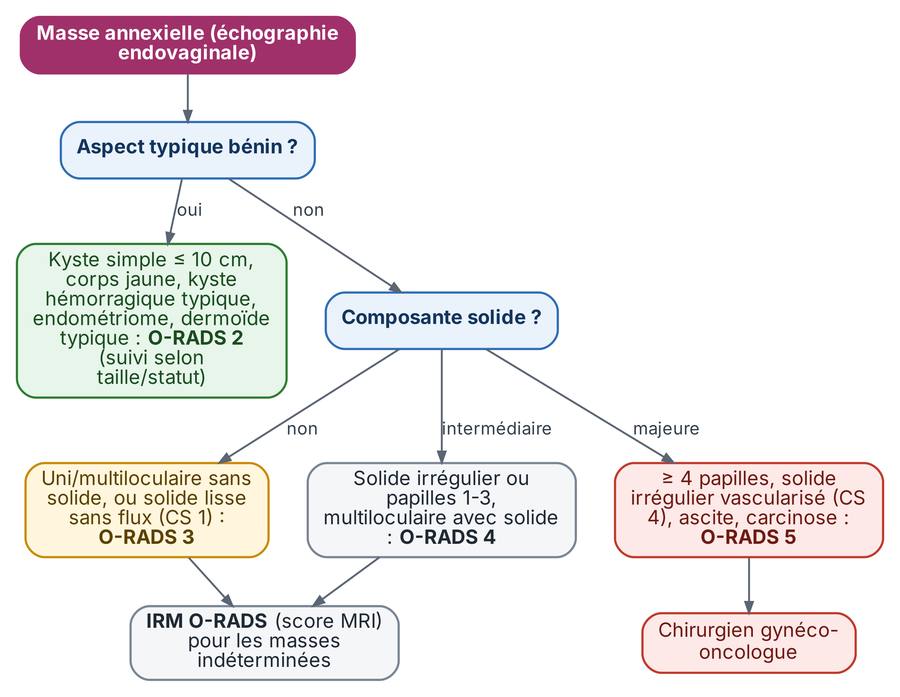 Masse annexielle (échographie
endovaginale)
Aspect typique bénin ?
oui
non
Kyste simple ≤ 10 cm,
corps jaune, kyste
hémorragique typique,
endométriome, dermoïde
typique : O-RADS 2
(suivi selon
taille/statut)
Composante solide ?
non
intermédiaire
majeure
Uni/multiloculaire sans
solide, ou solide lisse
sans flux (CS 1) :
O-RADS 3
Solide irrégulier ou
papilles 1-3,
multiloculaire avec solide
: O-RADS 4
≥ 4 papilles, solide
irrégulier vascularisé (CS
4), ascite, carcinose :
O-RADS 5
IRM O-RADS (score MRI)
pour les masses
indéterminées
Chirurgien gynéco-
oncologue